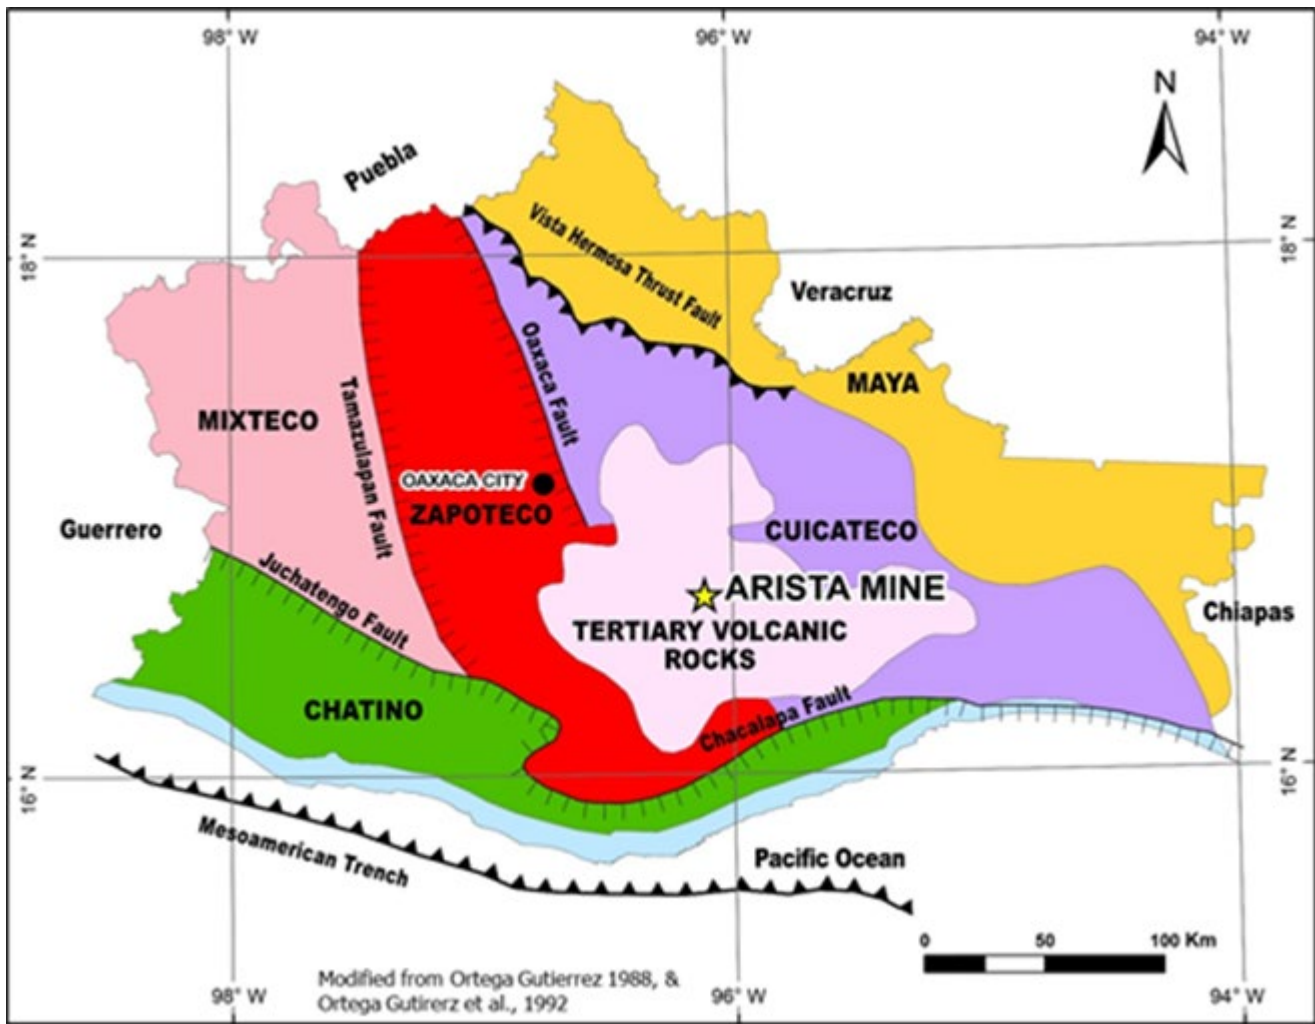 98° W
96° W
94° W
N
Puebla
Vista Hermosa Thrust Fault
18° N
18° N
Veracruz
Oaxaca Fault
MAYA
Tamazulapan Fault
MIXTECO
OAXACA CITY
ZAPOTECO
Guerrero
CUICATECO
Juchatengo Fault
ARISTA MINE
Chiapas
TERTIARY VOLCANIC
ROCKS
CHATINO
Chacalapa Fault
16° N
16° N
Mesoamerican Trench
Pacific Ocean
0 50 100 Km
Modified from Ortega Gutierrez 1988, &
Ortega Gutirerz et al., 1992
98° W
96° W
94° W